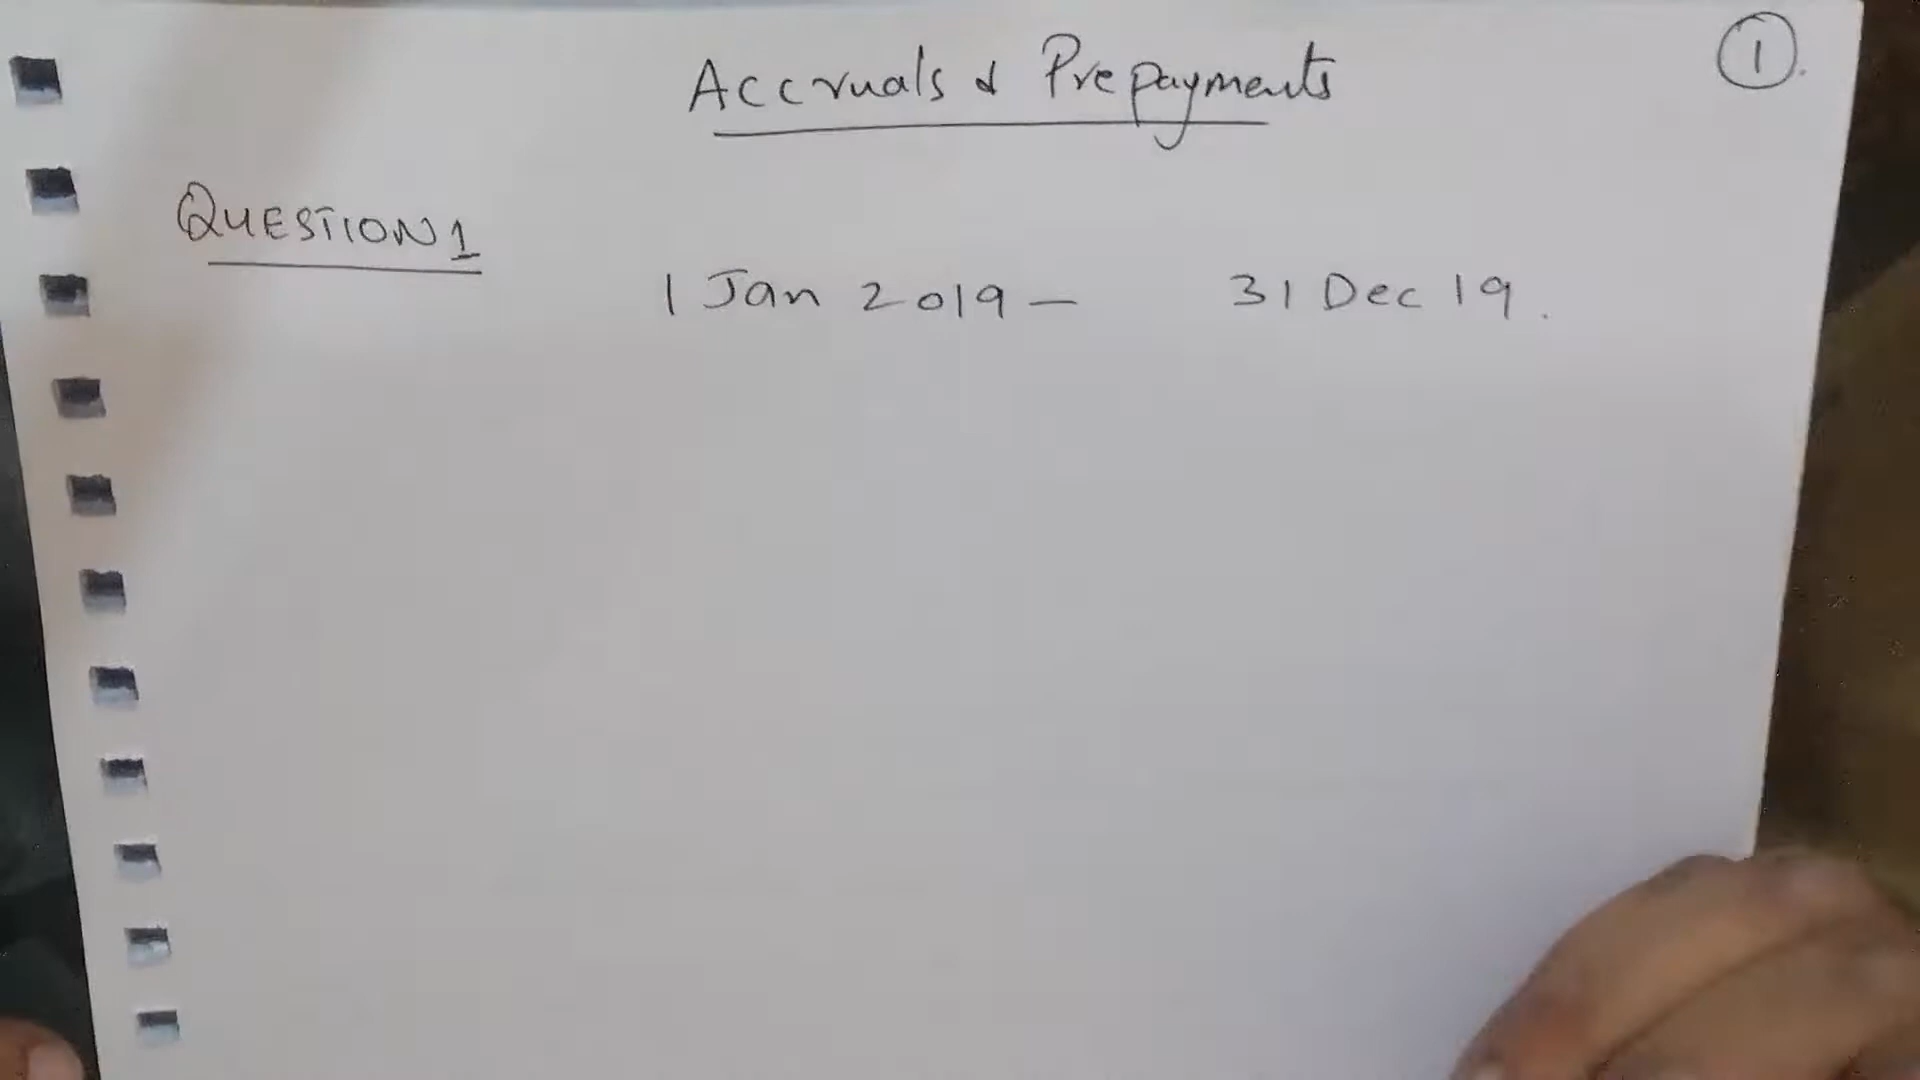 1
Accruals & Prepayments
QUESTION 1
1 Jan 2019 – 31 Dec 19.